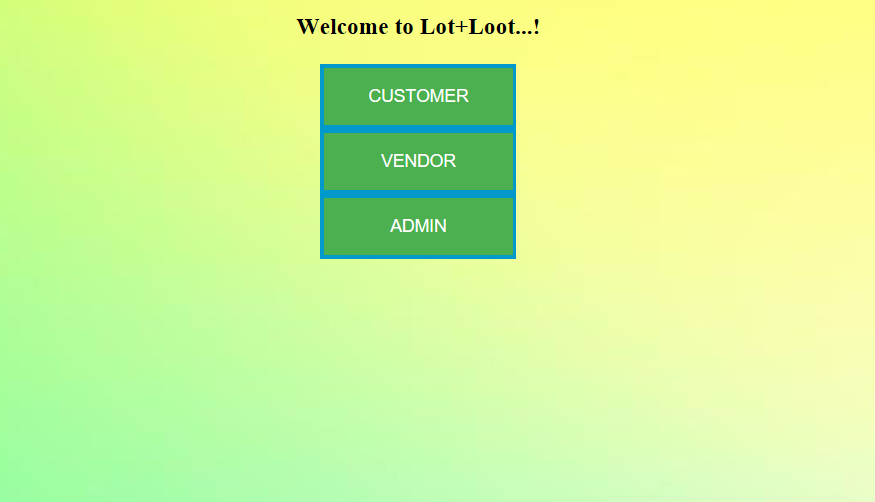 Welcome to Lot+Loot...!
CUSTOMER
VENDOR
ADMIN